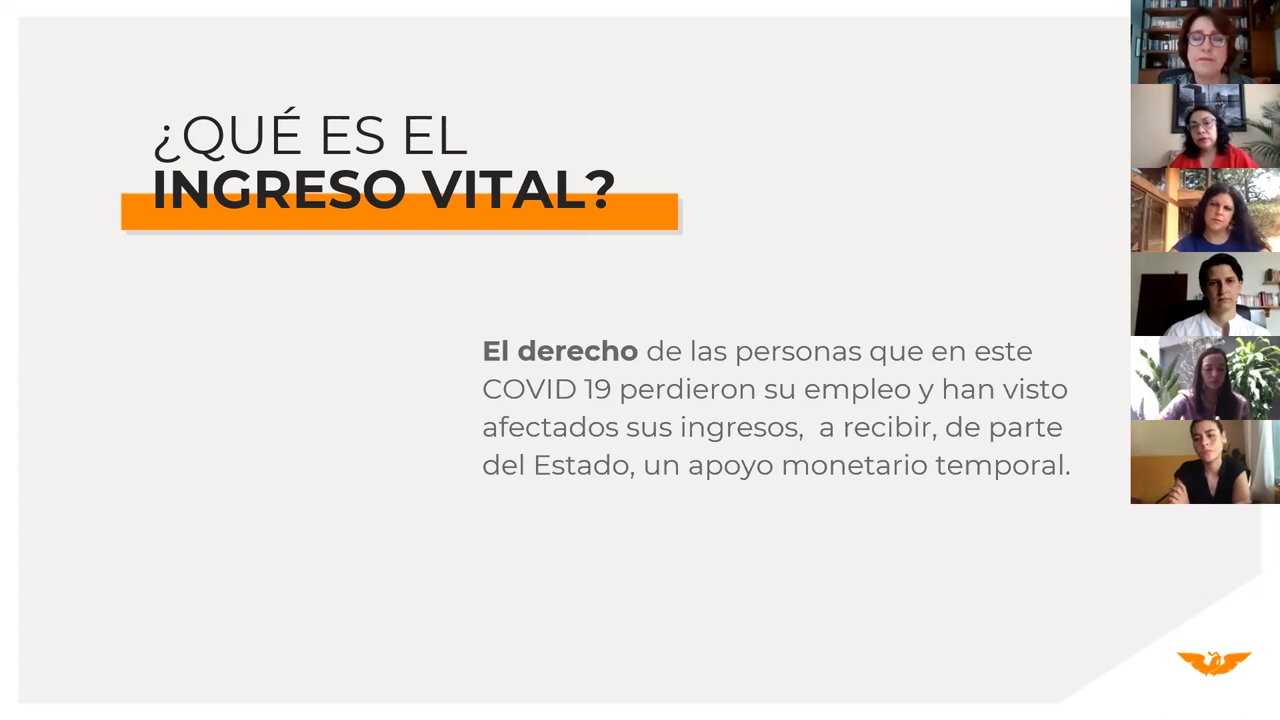 ¿QUÉ ES EL
INGRESO VITAL?
El derecho de las personas que en este
COVID 19 perdieron su empleo y han visto
afectados sus ingresos,  a recibir, de parte
del Estado, un apoyo monetario temporal.